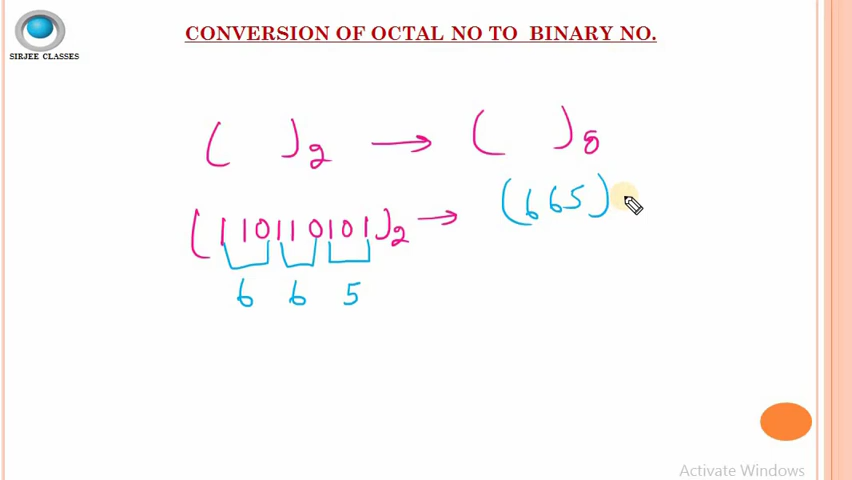 CONVERSION OF OCTAL NO TO BINARY NO.
SIRJEE CLASSES
( )2 → ( )8
(110110101)2 → (665)
6 6 5
Activate Windows